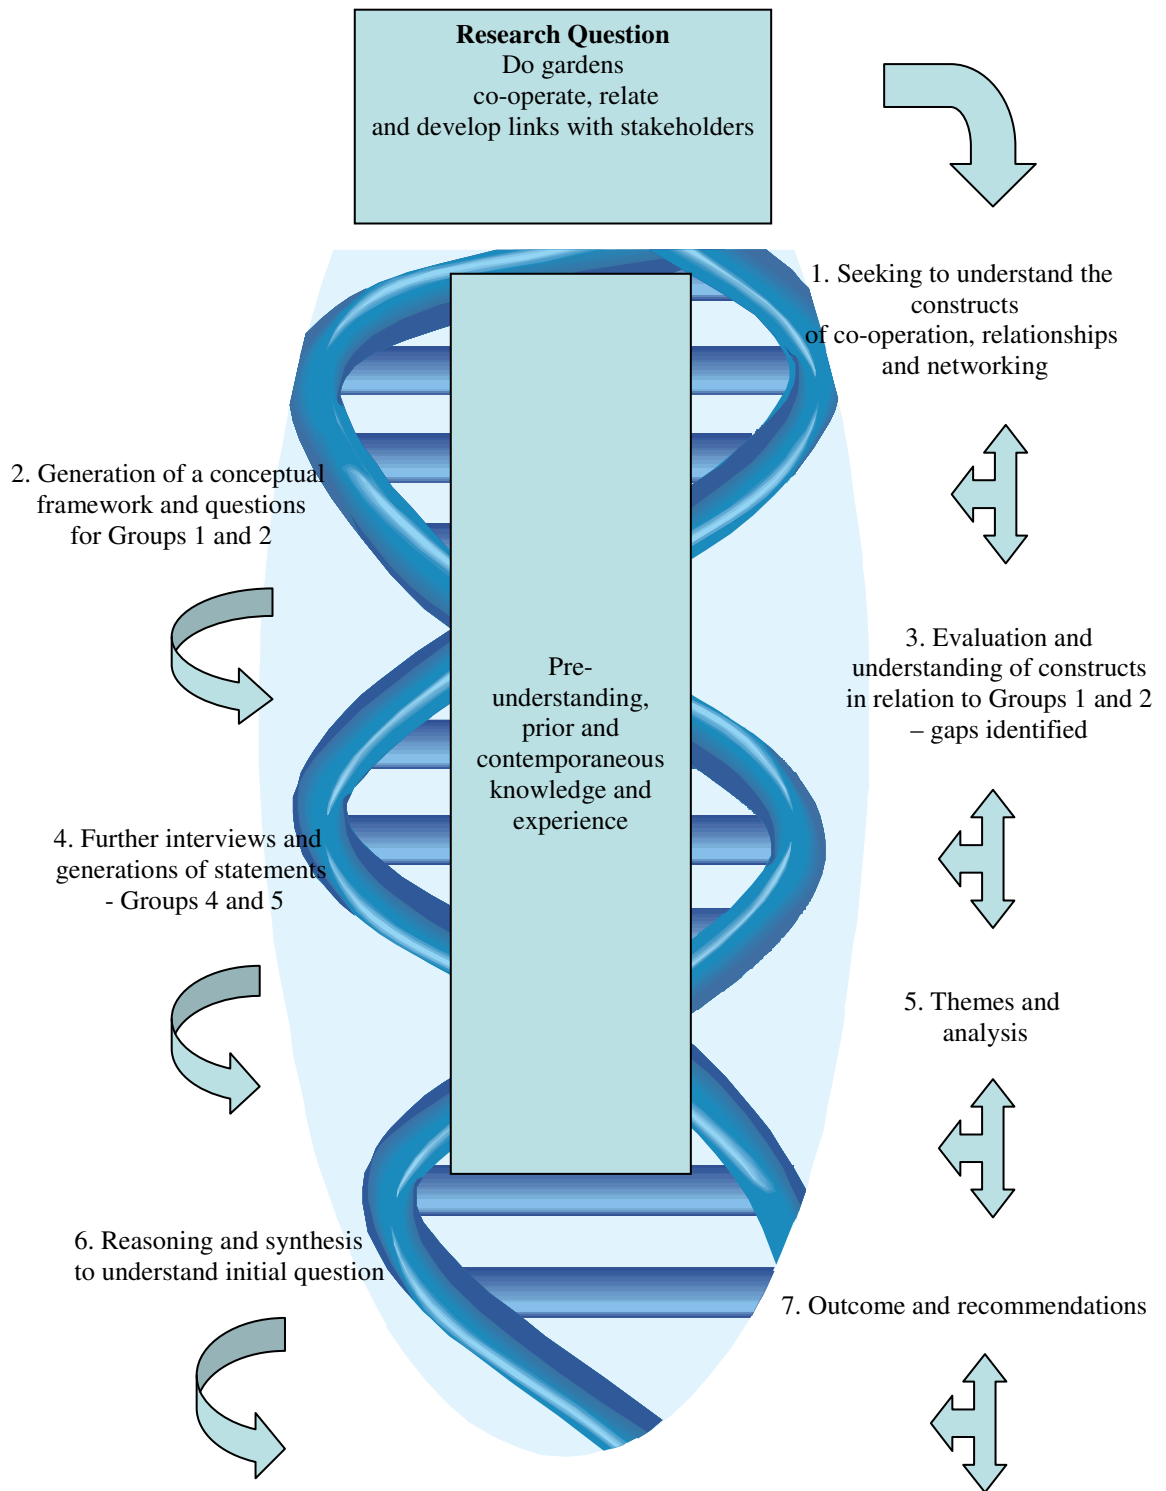 Research Question
Do gardens
co-operate, relate
and develop links with stakeholders
1. Seeking to understand the
constructs
of co-operation, relationships
and networking
2. Generation of a conceptual
framework and questions
for Groups 1 and 2
3. Evaluation and
understanding of constructs
in relation to Groups 1 and 2
– gaps identified
Pre-
understanding,
prior and
contemporaneous
knowledge and
experience
4. Further interviews and
generations of statements
- Groups 4 and 5
5. Themes and
analysis
6. Reasoning and synthesis
to understand initial question
7. Outcome and recommendations